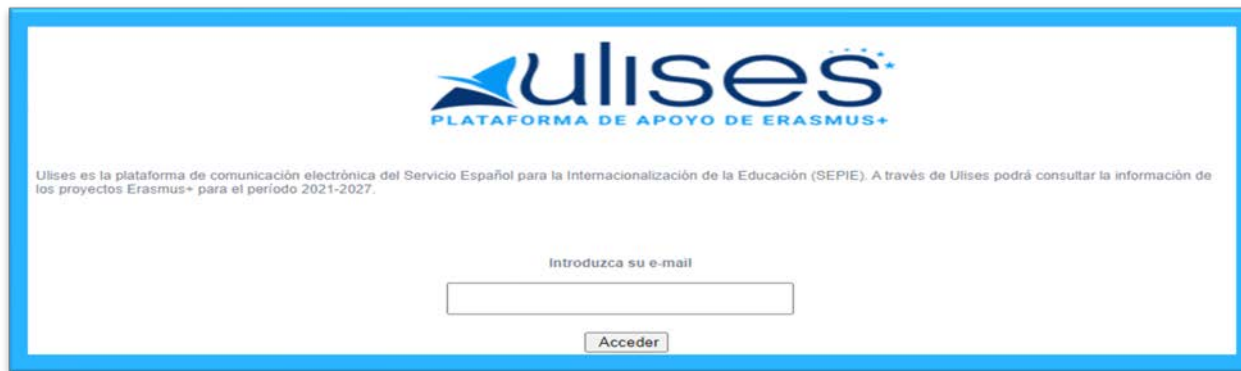 ulises
PLATAFORMA DE APOYO DE ERASMUS+
Ulises es la plataforma de comunicación electrónica del Servicio Español para la Internacionalización de la Educación (SEPIE). A través de Ulises podrá consultar la información de
los proyectos Erasmus+ para el período 2021-2027.
Introduzca su e-mail
Acceder